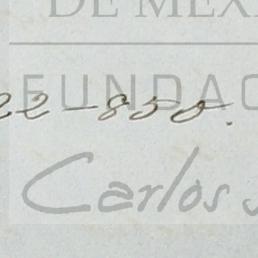 DE MEX
FUNDAC
22-850.
Carlos S